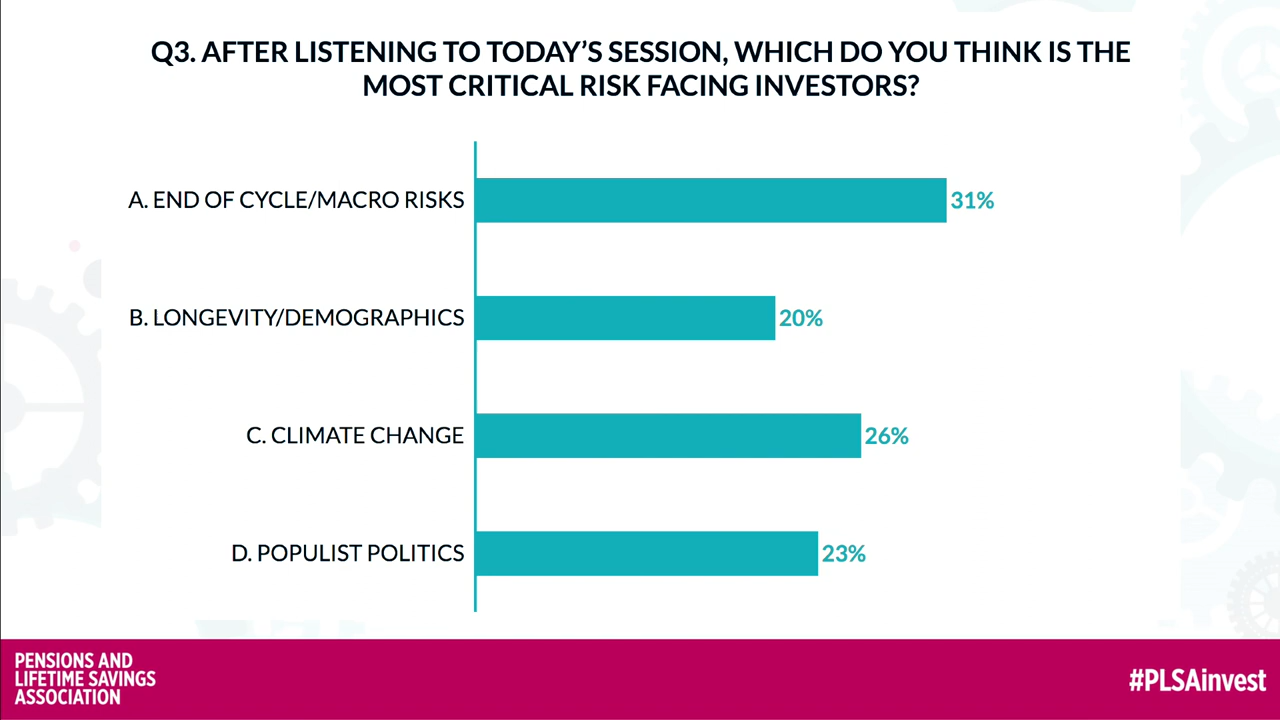 Q3. AFTER LISTENING TO TODAY'S SESSION, WHICH DO YOU THINK IS THE
MOST CRITICAL RISK FACING INVESTORS?
A. END OF CYCLE/MACRO RISKS 31%
B. LONGEVITY/DEMOGRAPHICS 20%
C. CLIMATE CHANGE 26%
D. POPULIST POLITICS 23%
PENSIONS AND
LIFETIME SAVINGS
ASSOCIATION
#PLSAinvest